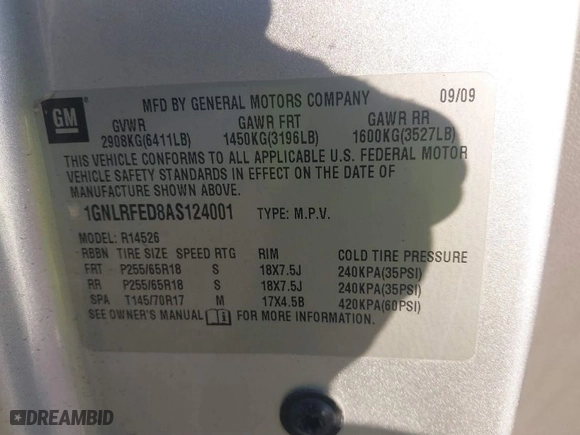 MFD BY GENERAL MOTORS COMPANY 09/09
GM GVWR GAWR FRT GAWR RR
2908KG(6411LB) 1450KG(3196LB) 1600KG(3527LB)
THIS VEHICLE CONFORMS TO ALL APPLICABLE U.S. FEDERAL MOTOR
VEHICLE SAFETY STANDARDS IN EFFECT ON THE DATE OF
MANUFACTURE SHOWN ABOVE.
1GNLRFED8AS124001 TYPE: M.P.V.
MODEL: R14526
RBBN TIRE SIZE SPEED RTG RIM COLD TIRE PRESSURE
FRT P255/65R18 S 18X7.5J 240KPA(35PSI)
RR P255/65R18 S 18X7.5J 240KPA(35PSI)
SPA T145/70R17 M 17X4.5B 420KPA(60PSI)
SEE OWNER'S MANUAL FOR MORE INFORMATION.
DREAMBID